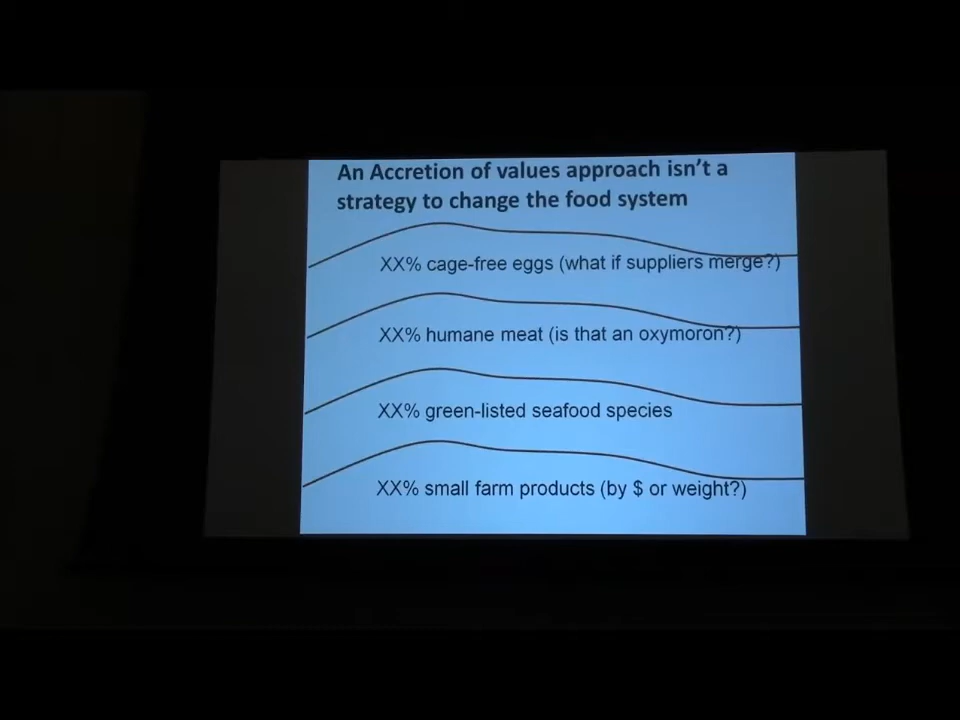 An Accretion of values approach isn't a
strategy to change the food system
XX% cage-free eggs (what if suppliers merge?)
XX% humane meat (is that an oxymoron?)
XX% green-listed seafood species
XX% small farm products (by $ or weight?)